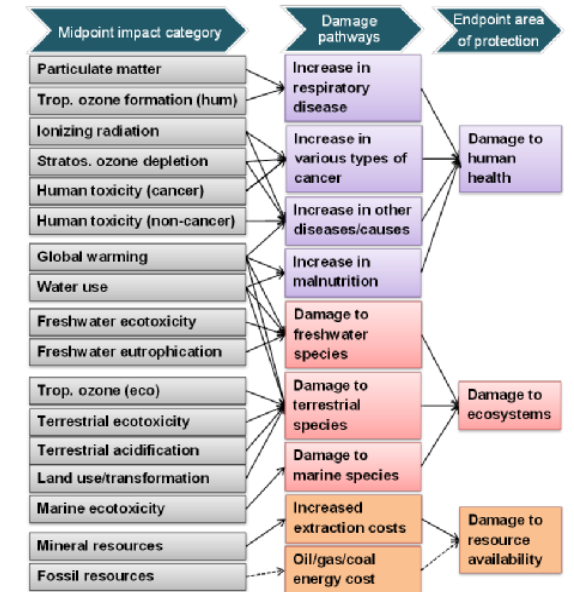 Midpoint impact category
Damage
pathways
Endpoint area
of protection
Particulate matter
Trop. ozone formation (hum)
Ionizing radiation
Stratos. ozone depletion
Human toxicity (cancer)
Human toxicity (non-cancer)
Global warming
Water use
Freshwater ecotoxicity
Freshwater eutrophication
Trop. ozone (eco)
Terrestrial ecotoxicity
Terrestrial acidification
Land use/transformation
Marine ecotoxicity
Mineral resources
Fossil resources
Increase in
respiratory
disease
Increase in
various types of
cancer
Increase in other
diseases/causes
Increase in
malnutrition
Damage to
freshwater
species
Damage to
terrestrial
species
Damage to
marine species
Increased
extraction costs
Oil/gas/coal
energy cost
Damage to
human
health
Damage to
ecosystems
Damage to
resource
availability